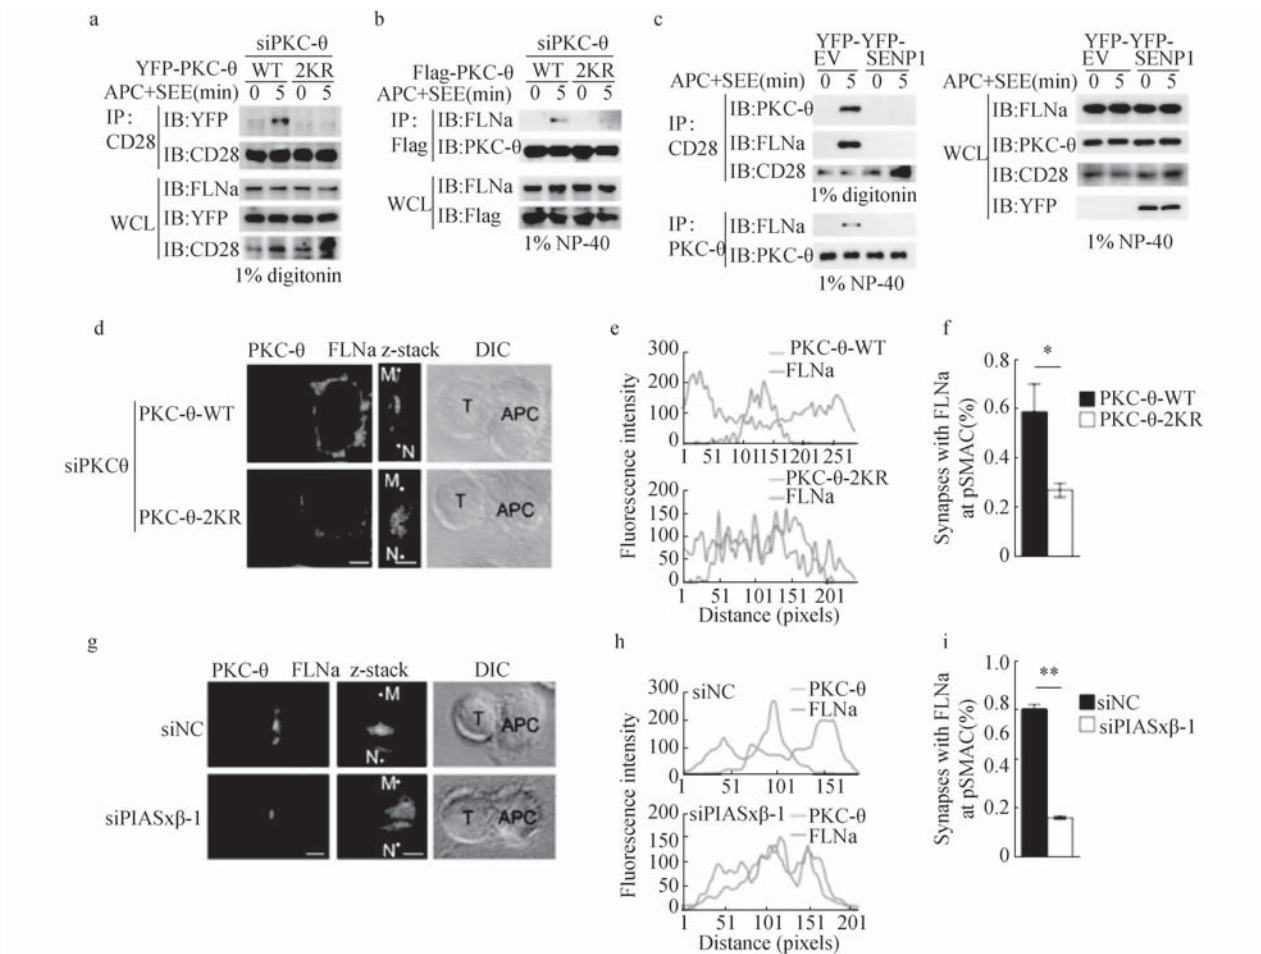 a
siPKC-θ
YFP-PKC-θ WT 2KR
APC+SEE(min) 0 5 0 5
IP: CD28
IB:YFP
IB:CD28
WCL
IB:FLNa
IB:YFP
IB:CD28
1% digitonin
b
siPKC-θ
Flag-PKC-θ WT 2KR
APC+SEE(min) 0 5 0 5
IP: Flag
IB:FLNa
IB:PKC-θ
WCL
IB:FLNa
IB:Flag
1% NP-40
c
YFP-YFP-
EV SENP1
APC+SEE(min) 0 5 0 5
IP: CD28
IB:PKC-θ
IB:FLNa
IB:CD28
1% digitonin
IP: PKC-θ
IB:FLNa
IB:PKC-θ
1% NP-40
YFP-YFP-
EV SENP1
APC+SEE(min) 0 5 0 5
WCL
IB:FLNa
IB:PKC-θ
IB:CD28
IB:YFP
1% NP-40
d
PKC-θ FLNa z-stack DIC
siPKCθ
PKC-θ-WT
M N
T APC
PKC-θ-2KR
M N
T APC
e
Fluorescence intensity
300
200
100
0
PKC-θ-WT
FLNa
1 51 101 151 201 251
200
150
100
50
0
PKC-θ-2KR
FLNa
1 51 101 151 201
Distance (pixels)
f
Synapses with FLNa
at pSMAC(%)
0.8
0.6
0.4
0.2
0
*
PKC-θ-WT
PKC-θ-2KR
g
PKC-θ FLNa z-stack DIC
siNC
M N
T APC
siPIASxβ-1
M N
T APC
h
Fluorescence intensity
300
200
100
0
siNC
PKC-θ
FLNa
1 51 101 151
200
150
100
50
0
siPIASxβ-1
PKC-θ
FLNa
1 51 101 151 201
Distance (pixels)
i
Synapses with FLNa
at pSMAC(%)
1.0
0.8
0.6
0.4
0.2
0
**
siNC
siPIASxβ-1